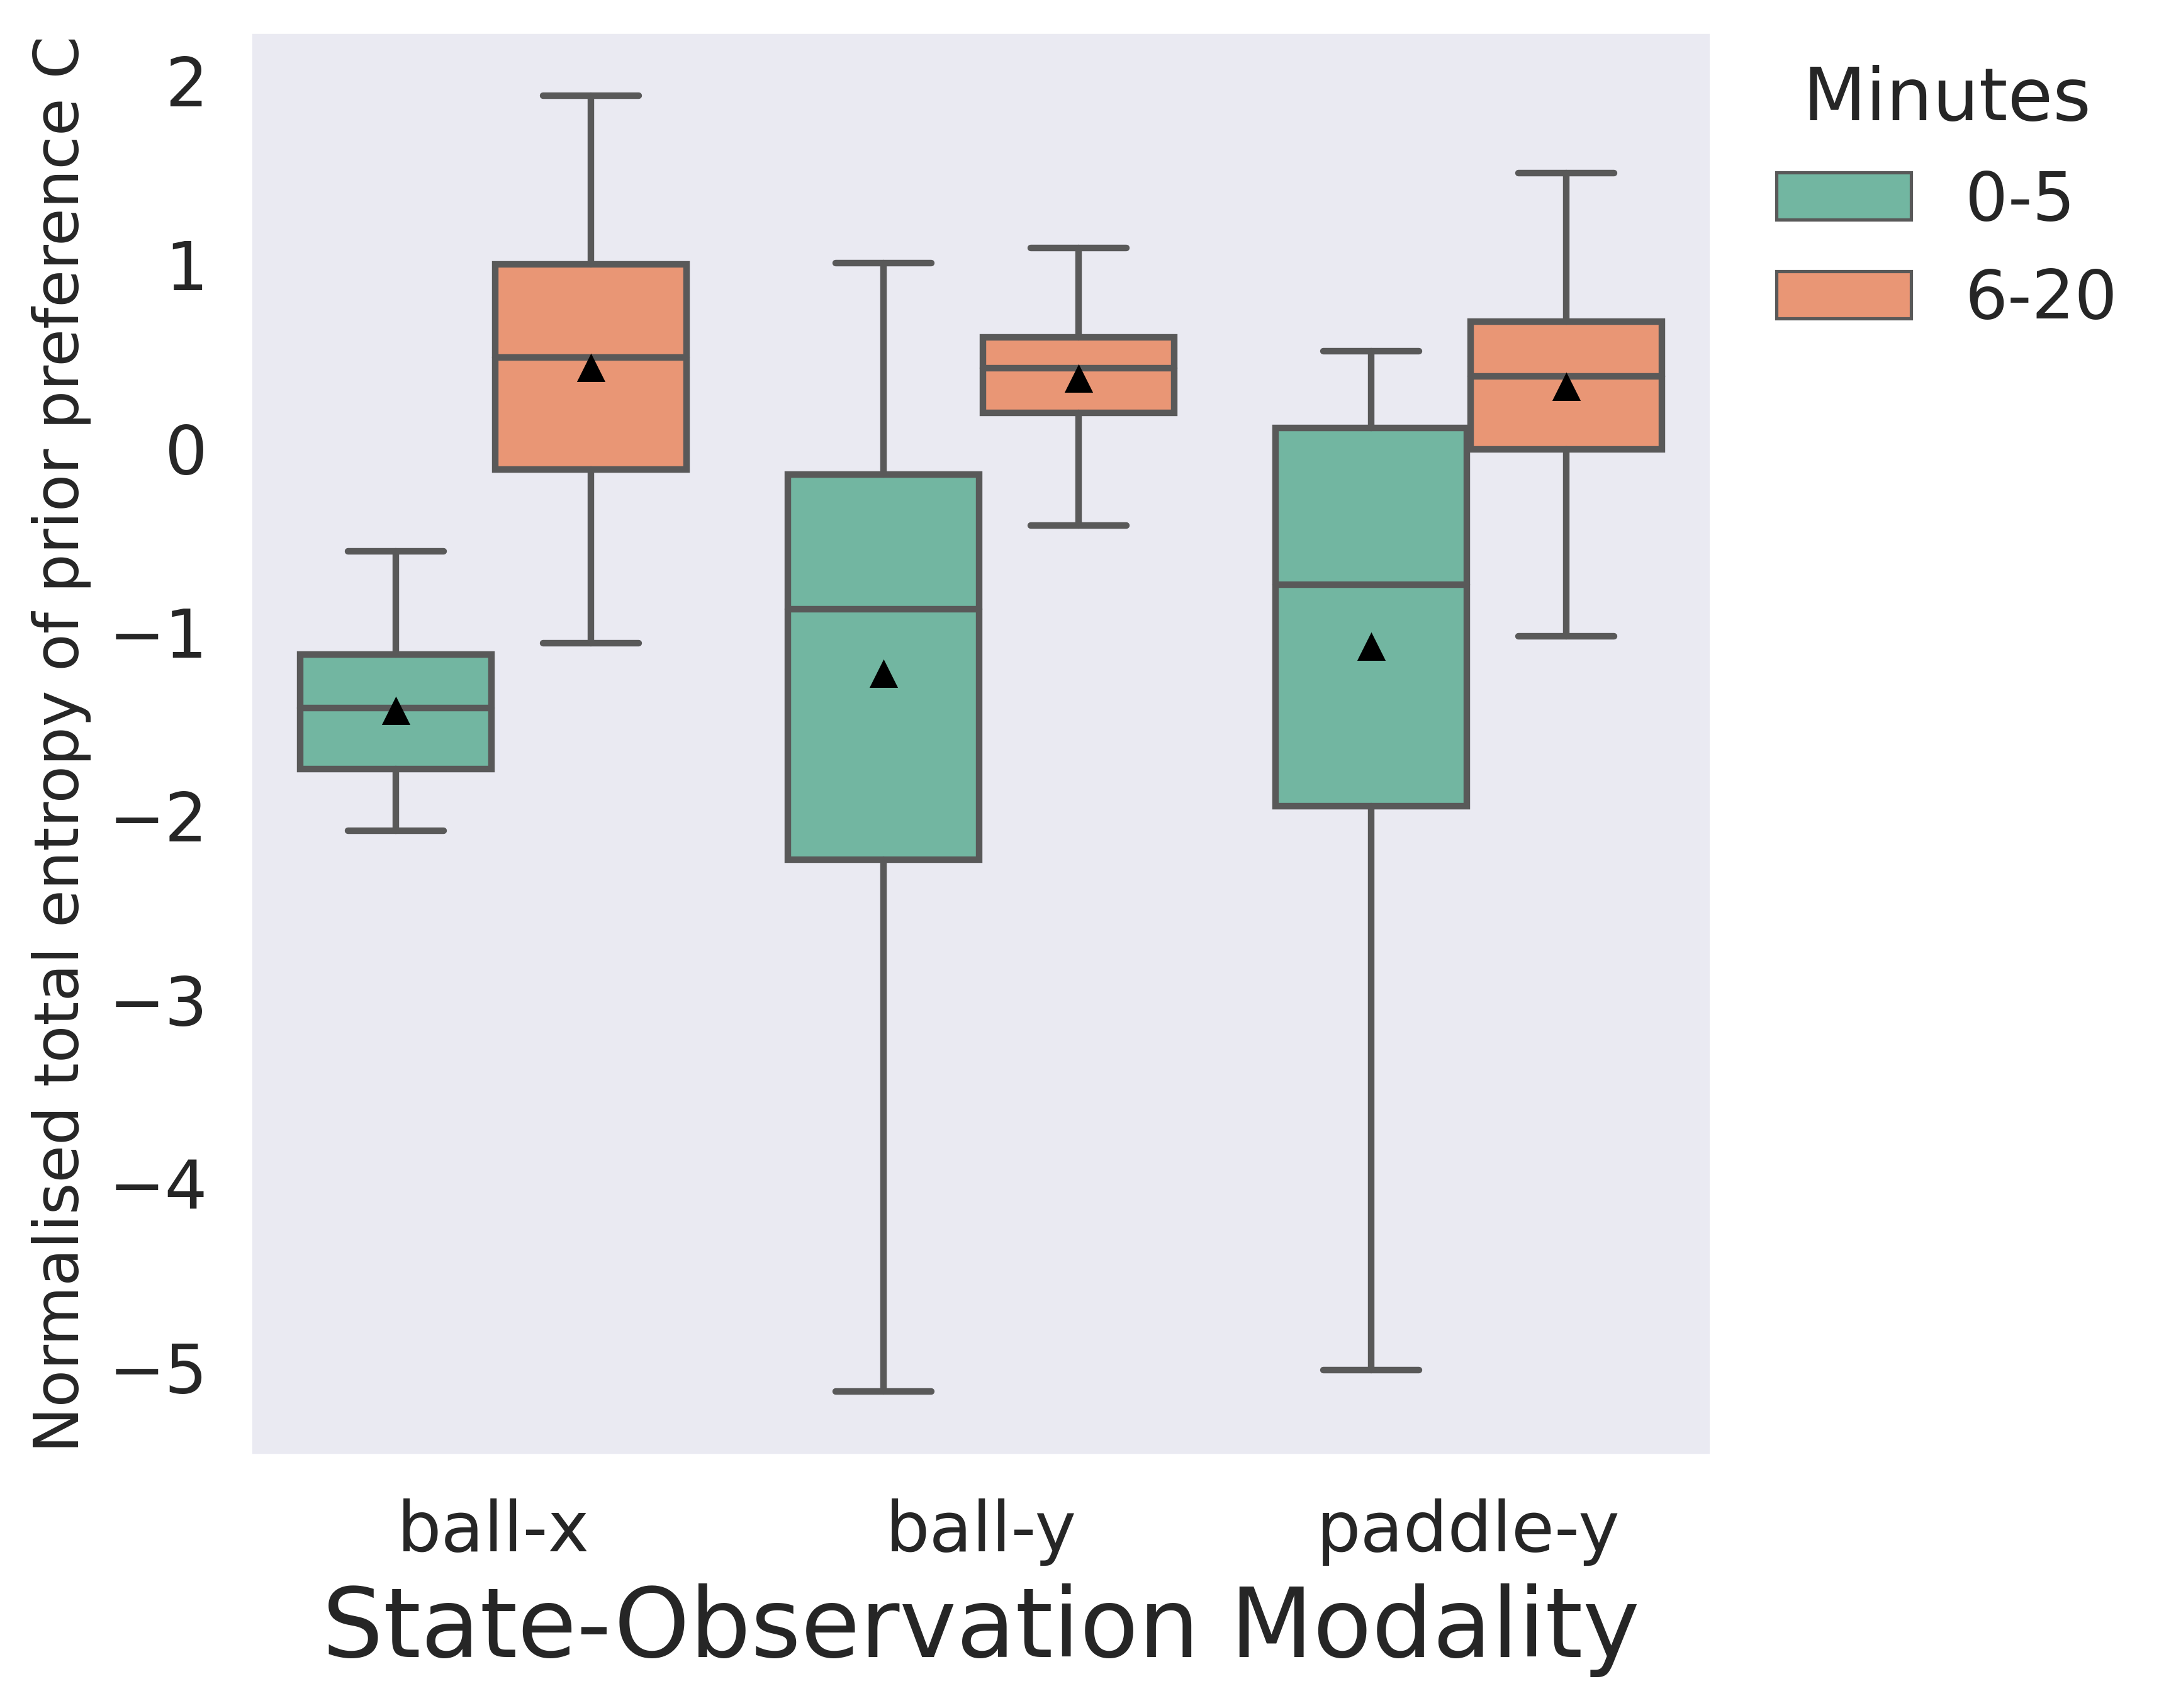 Normalised total entropy of prior preference C
2
1
0
−1
−2
−3
−4
−5
ball-x
ball-y
paddle-y
State-Observation Modality
Minutes
0-5
6-20